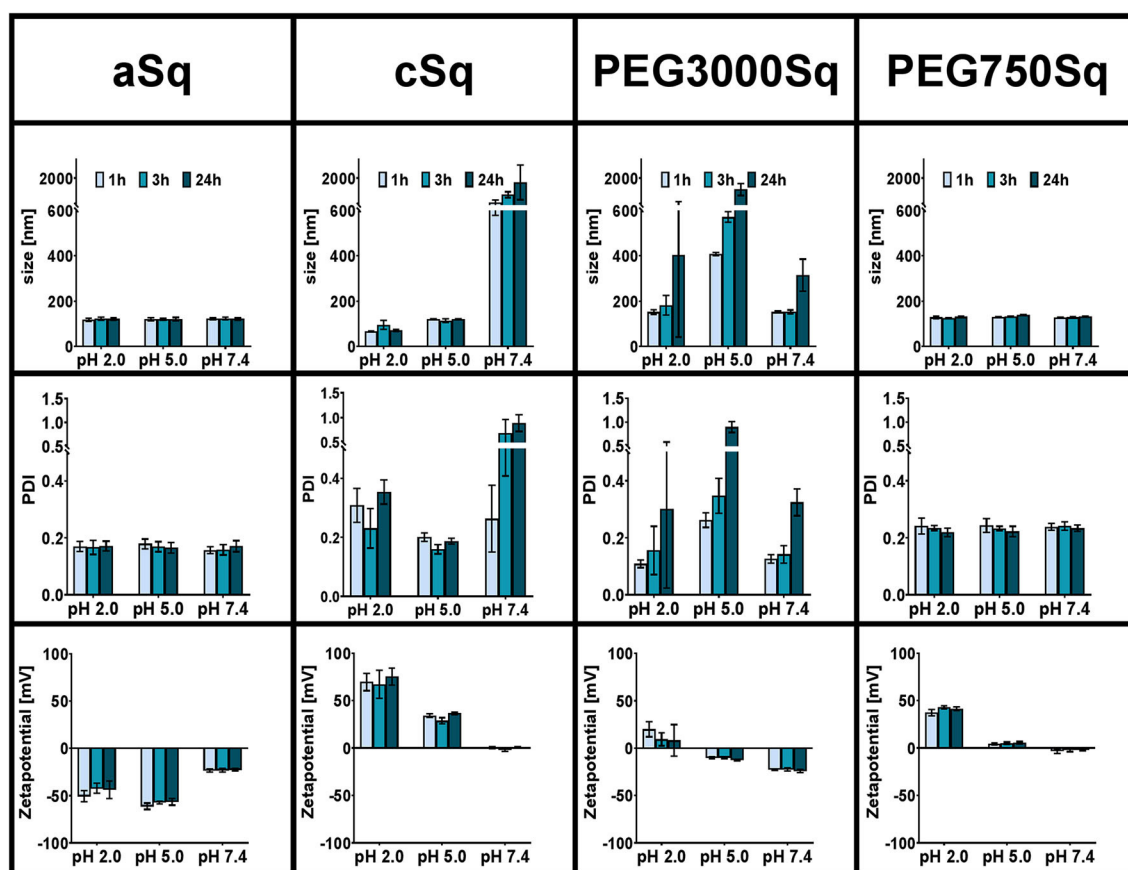 aSq cSq PEG3000Sq PEG750Sq
size [nm] 2000 600 400 200 0 1h 3h 24h pH 2.0 pH 5.0 pH 7.4
size [nm] 2000 600 400 200 0 1h 3h 24h pH 2.0 pH 5.0 pH 7.4
size [nm] 2000 600 400 200 0 1h 3h 24h pH 2.0 pH 5.0 pH 7.4
size [nm] 2000 600 400 200 0 1h 3h 24h pH 2.0 pH 5.0 pH 7.4
PDI 1.5 1.0 0.5 0.4 0.2 0.0 pH 2.0 pH 5.0 pH 7.4
PDI 1.5 1.0 0.5 0.4 0.2 0.0 pH 2.0 pH 5.0 pH 7.4
PDI 1.5 1.0 0.5 0.4 0.2 0.0 pH 2.0 pH 5.0 pH 7.4
PDI 1.5 1.0 0.5 0.4 0.2 0.0 pH 2.0 pH 5.0 pH 7.4
Zetapotential [mV] 100 50 0 -50 -100 pH 2.0 pH 5.0 pH 7.4
Zetapotential [mV] 100 50 0 -50 -100 pH 2.0 pH 5.0 pH 7.4
Zetapotential [mV] 100 50 0 -50 -100 pH 2.0 pH 5.0 pH 7.4
Zetapotential [mV] 100 50 0 -50 -100 pH 2.0 pH 5.0 pH 7.4